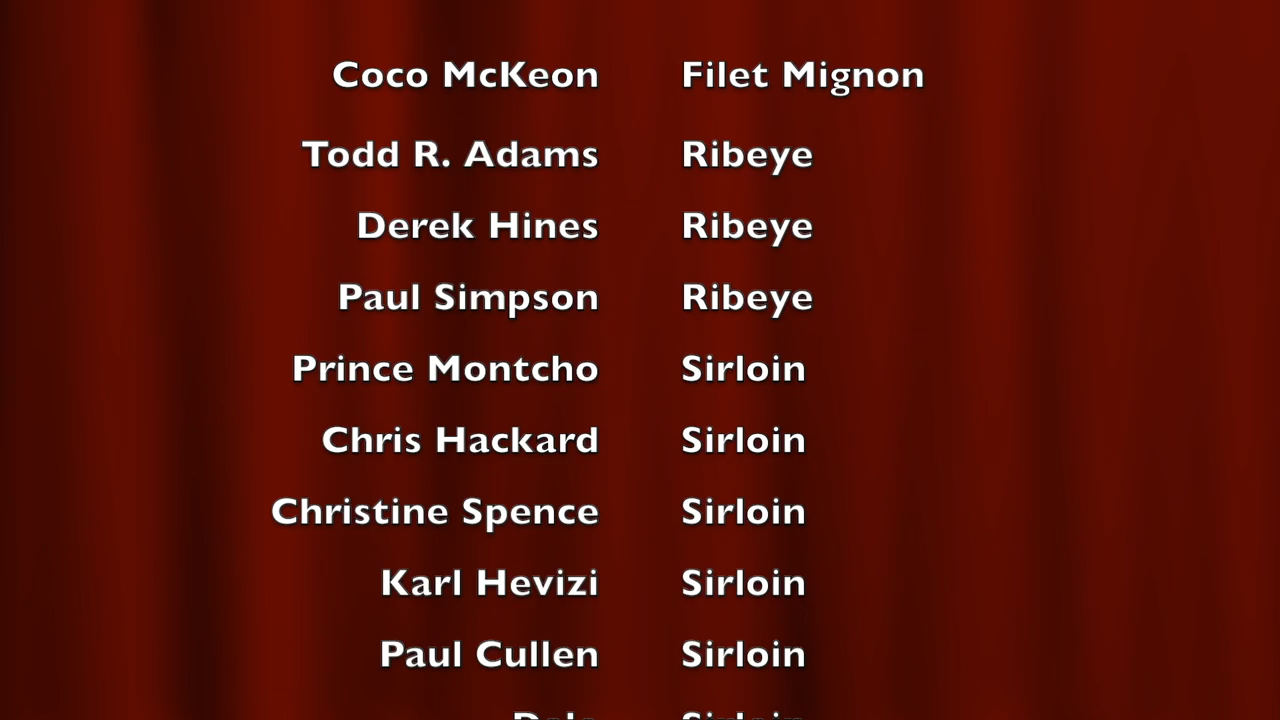 Coco McKeon Filet Mignon
Todd R. Adams Ribeye
Derek Hines Ribeye
Paul Simpson Ribeye
Prince Montcho Sirloin
Chris Hackard Sirloin
Christine Spence Sirloin
Karl Hevizi Sirloin
Paul Cullen Sirloin
Sirloin